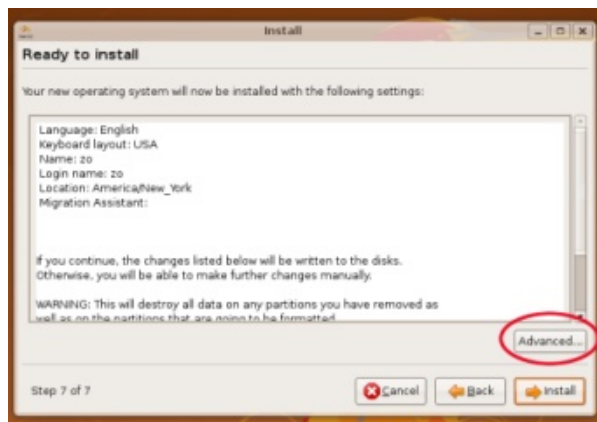 Install
Ready to install
Your new operating system will now be installed with the following settings:
Language: English
Keyboard layout: USA
Name: zo
Login name: zo
Location: America/New_York
Migration Assistant:
If you continue, the changes listed below will be written to the disks.
Otherwise, you will be able to make further changes manually.
WARNING: This will destroy all data on any partitions you have removed as
well as on the partitions that are going to be formatted.
Advanced...
Step 7 of 7
Cancel
Back
Install